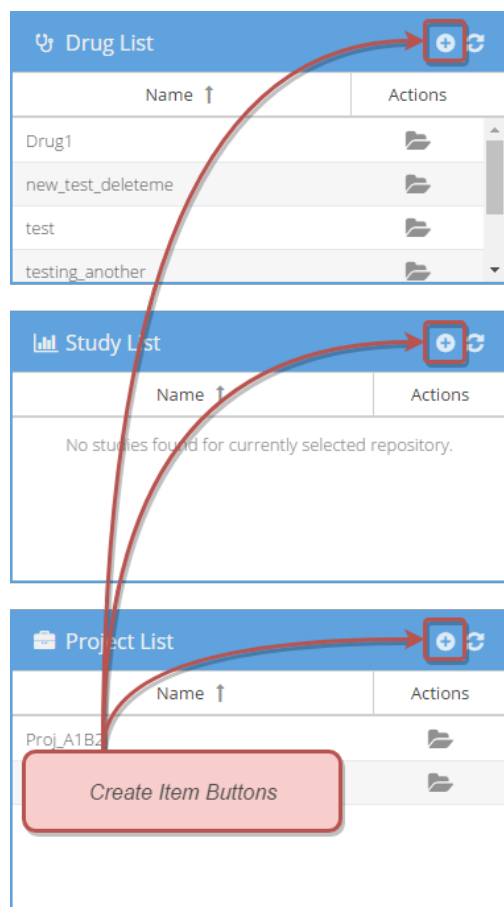 Drug List
Name Actions
Drug1
new_test_deleteme
test
testing_another
Study List
Name Actions
No studies found for currently selected repository.
Project List
Name Actions
Proj_A1B2
Create Item Buttons